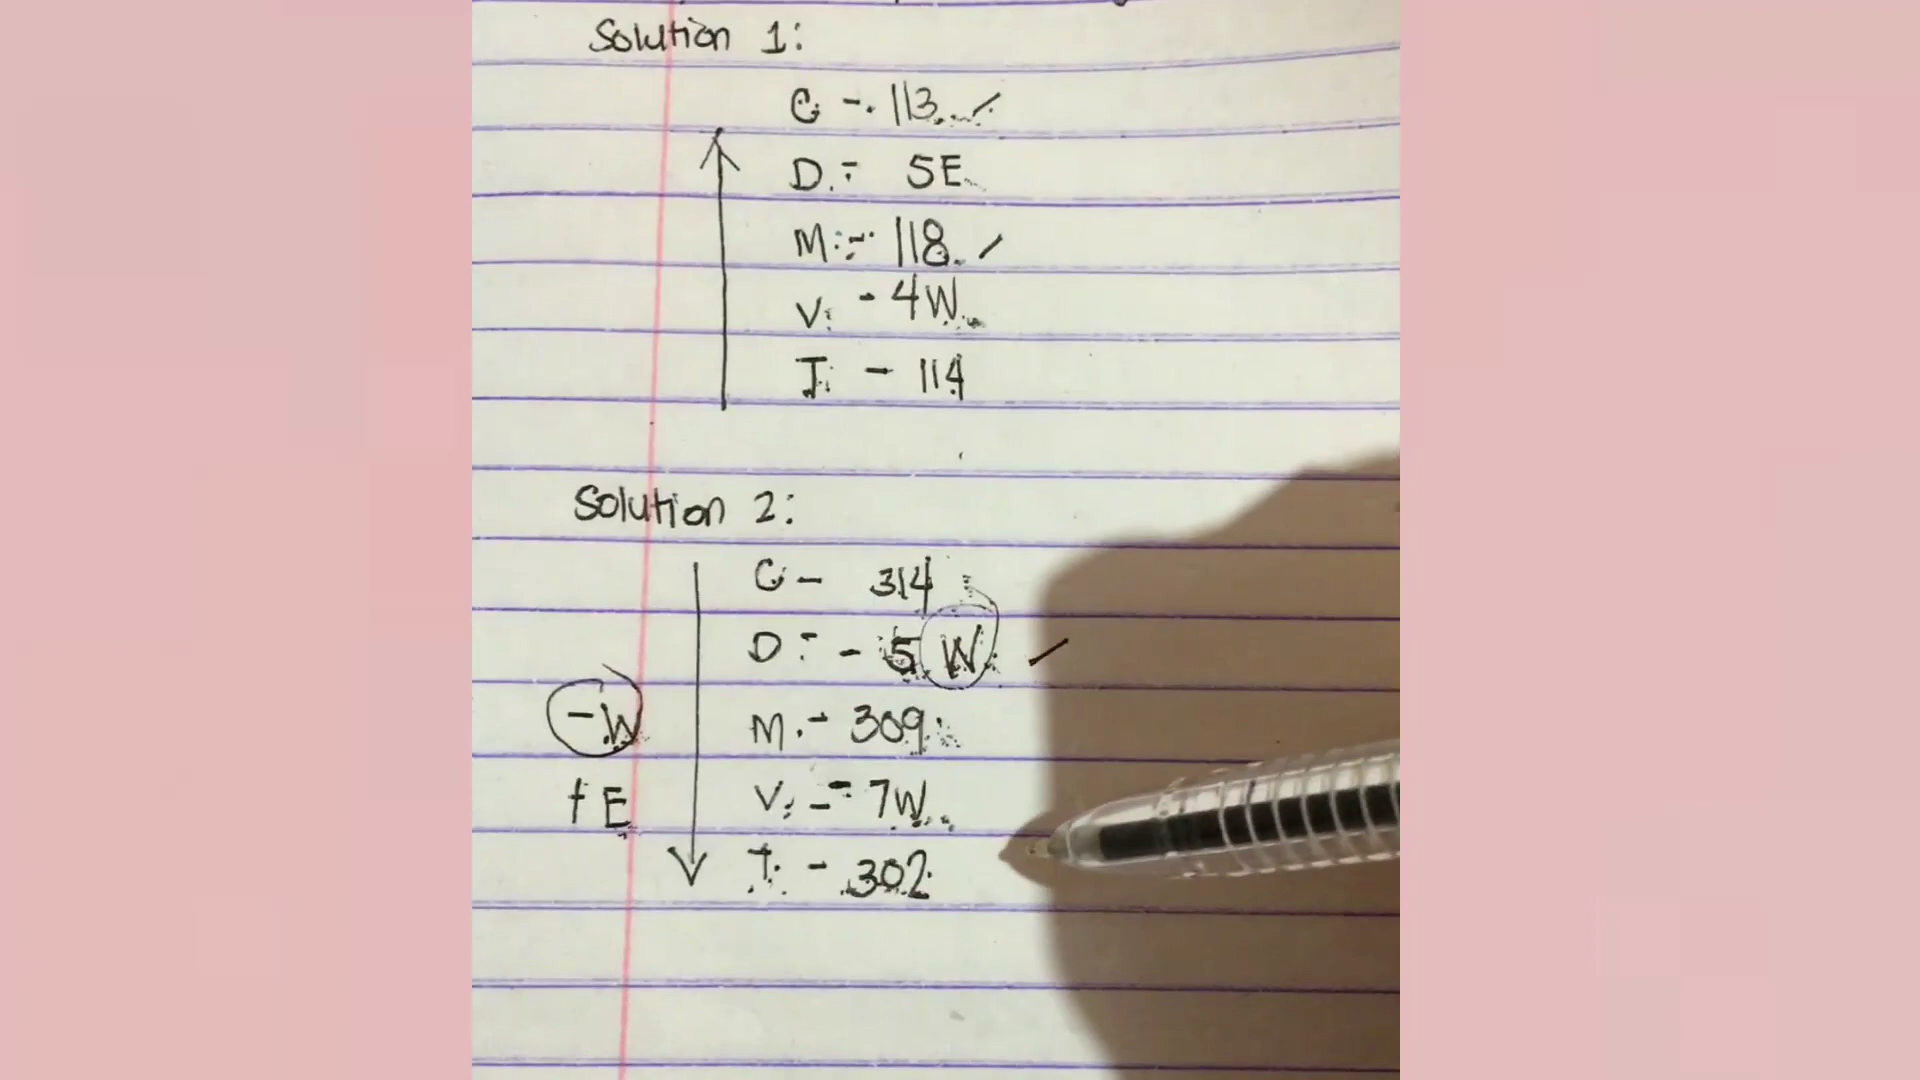 Solution 1:
C - 113 ✓
D - 5E
M - 118 ✓
V - 4W
T - 114
Solution 2:
C - 314
D - 5W ✓
M - 309
V - 7W
T - 302
-W
+E